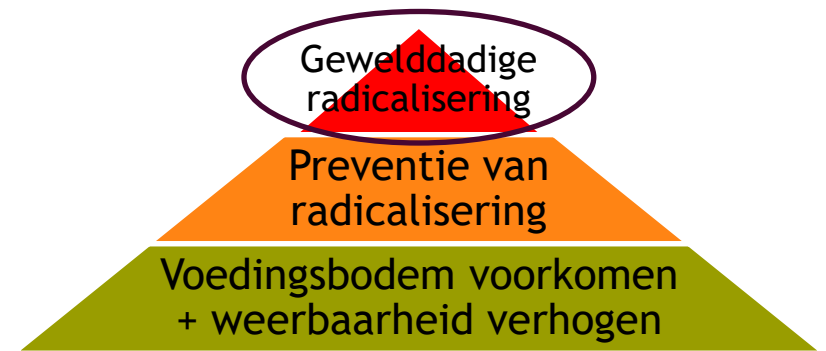 Gewelddadige
radicalisering
Preventie van
radicalisering
Voedingsbodem voorkomen
+ weerbaarheid verhogen